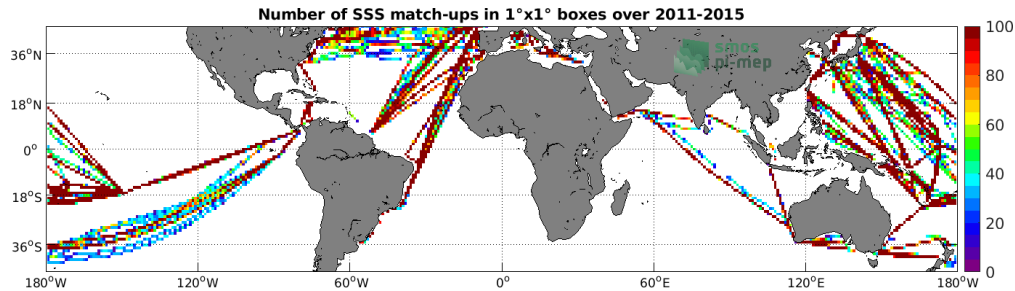 Number of SSS match-ups in 1°x1° boxes over 2011-2015
smos
pi-mep
36°N
18°N
0°
18°S
36°S
180°W
120°W
60°W
0°
60°E
120°E
180°W
100
80
60
40
20
0